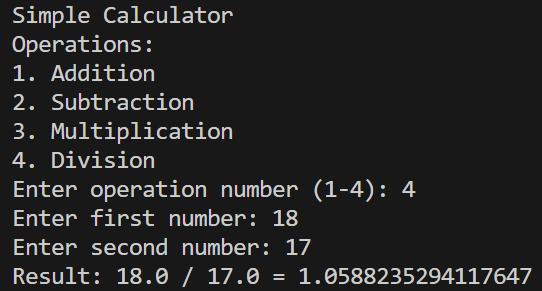 Simple Calculator
Operations:
1. Addition
2. Subtraction
3. Multiplication
4. Division
Enter operation number (1-4): 4
Enter first number: 18
Enter second number: 17
Result: 18.0 / 17.0 = 1.0588235294117647